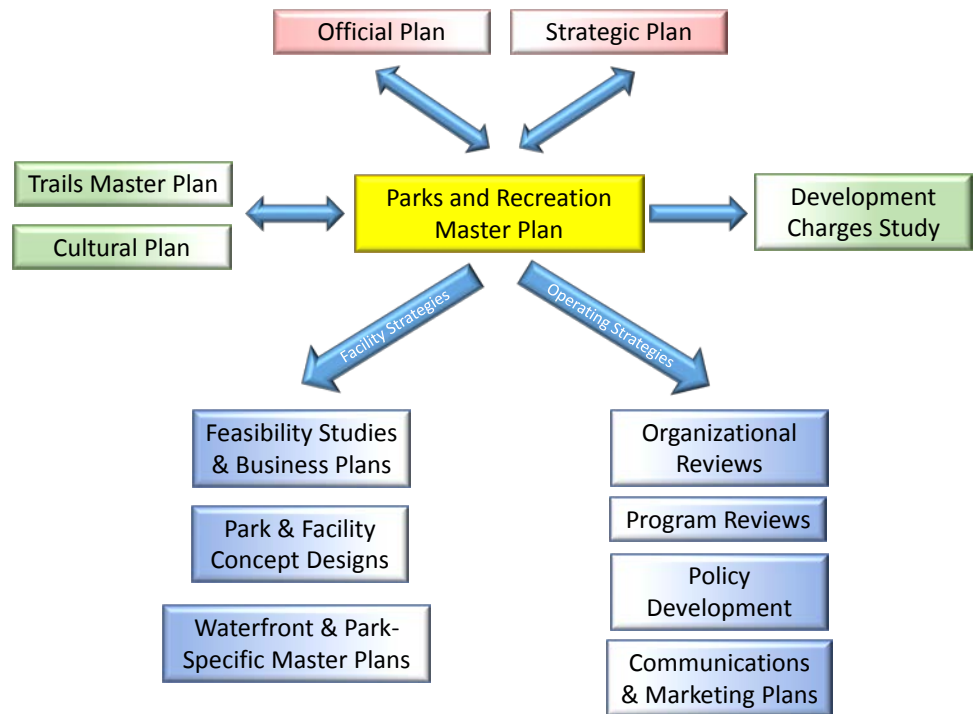 Official Plan
Strategic Plan
Trails Master Plan
Cultural Plan
Parks and Recreation
Master Plan
Development
Charges Study
Facility Strategies
Operating Strategies
Feasibility Studies
& Business Plans
Park & Facility
Concept Designs
Waterfront & Park-
Specific Master Plans
Organizational
Reviews
Program Reviews
Policy
Development
Communications
& Marketing Plans